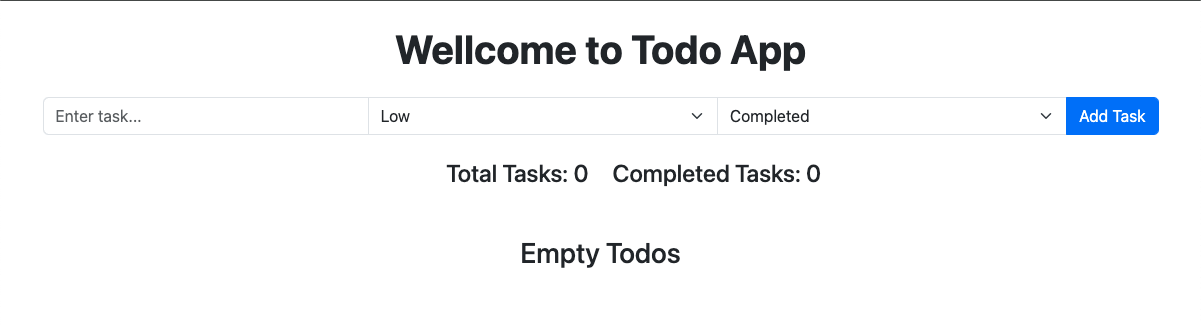 Wellcome to Todo App
Enter task... Low Completed Add Task
Total Tasks: 0 Completed Tasks: 0
Empty Todos